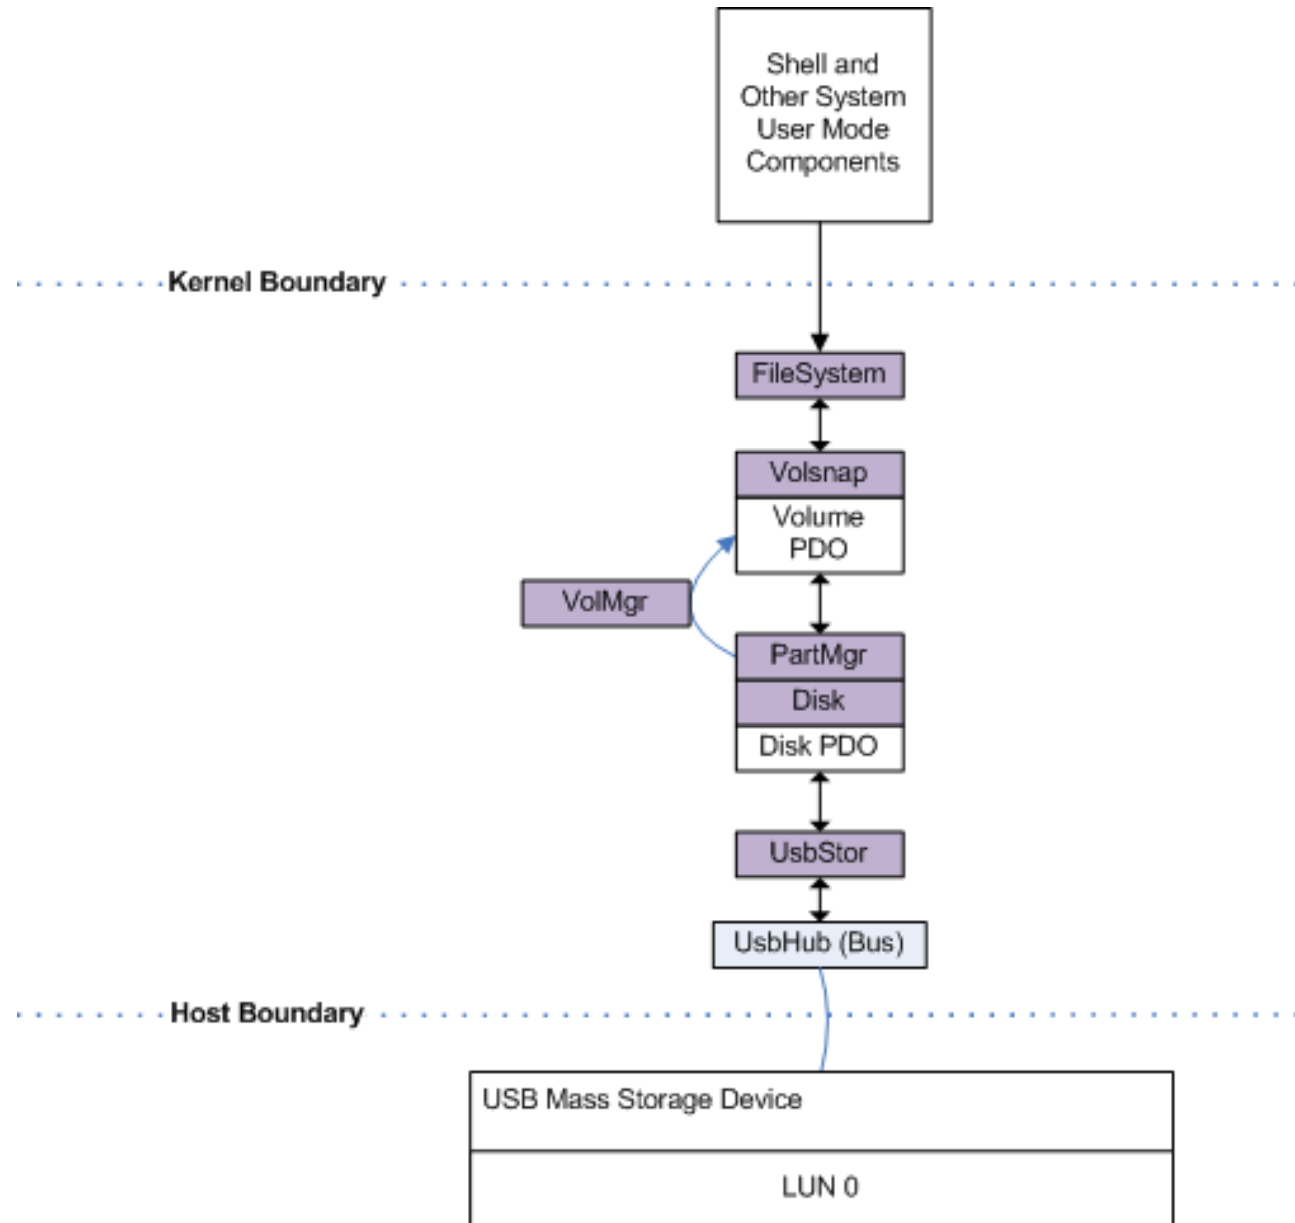 Shell and
Other System
User Mode
Components
Kernel Boundary
FileSystem
Volsnap
Volume
PDO
VolMgr
PartMgr
Disk
Disk PDO
UsbStor
UsbHub (Bus)
Host Boundary
USB Mass Storage Device
LUN 0